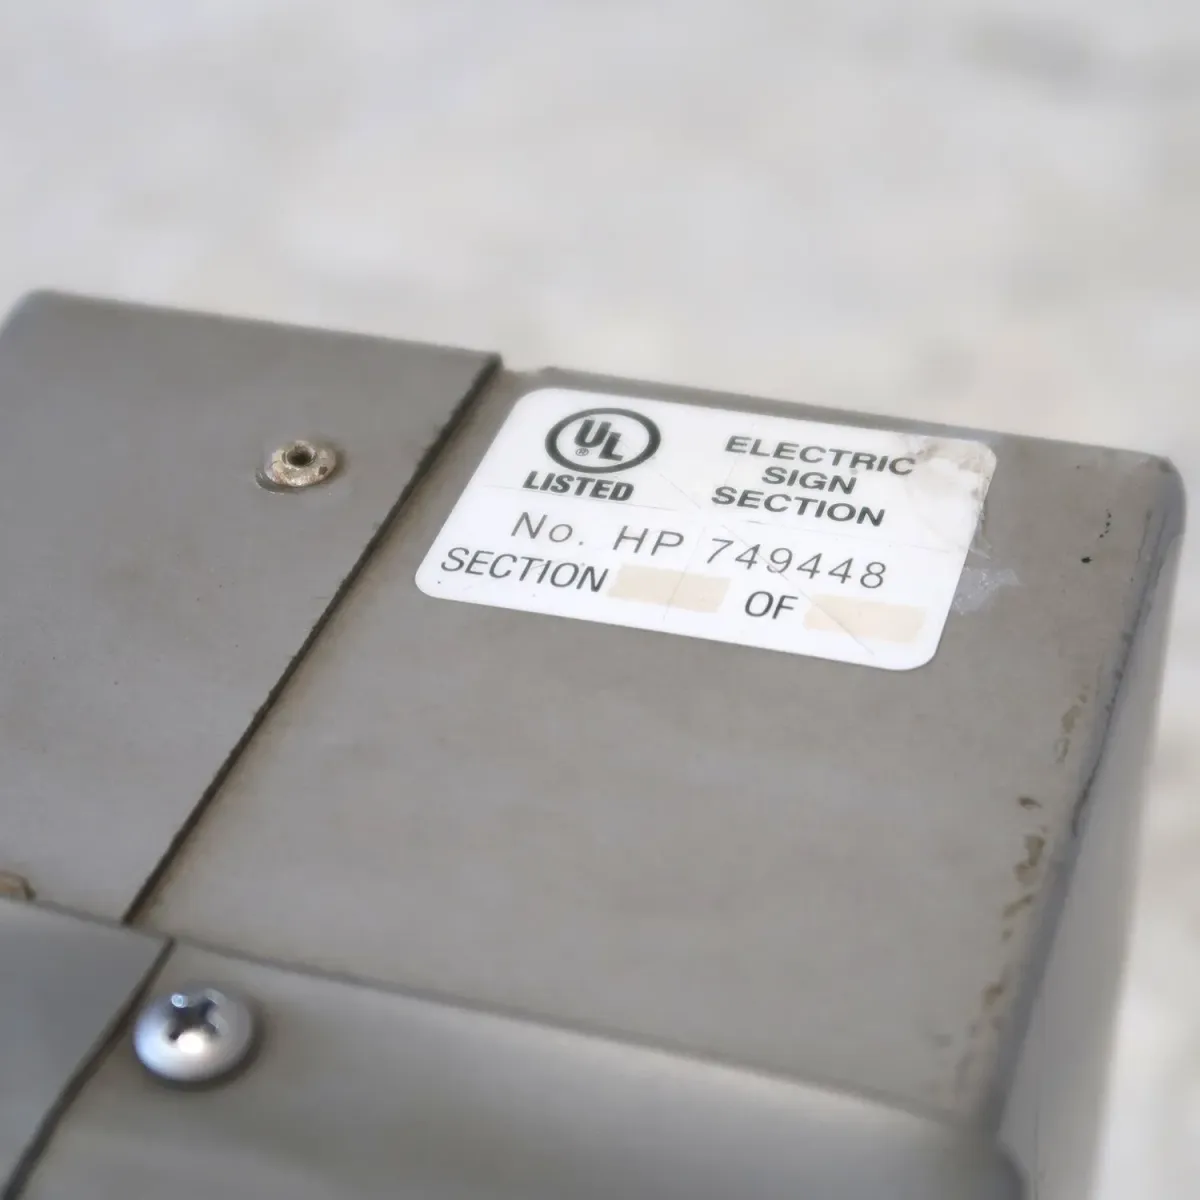 UL ®
LISTED
ELECTRIC
SIGN
SECTION
No. HP 749448
SECTION OF